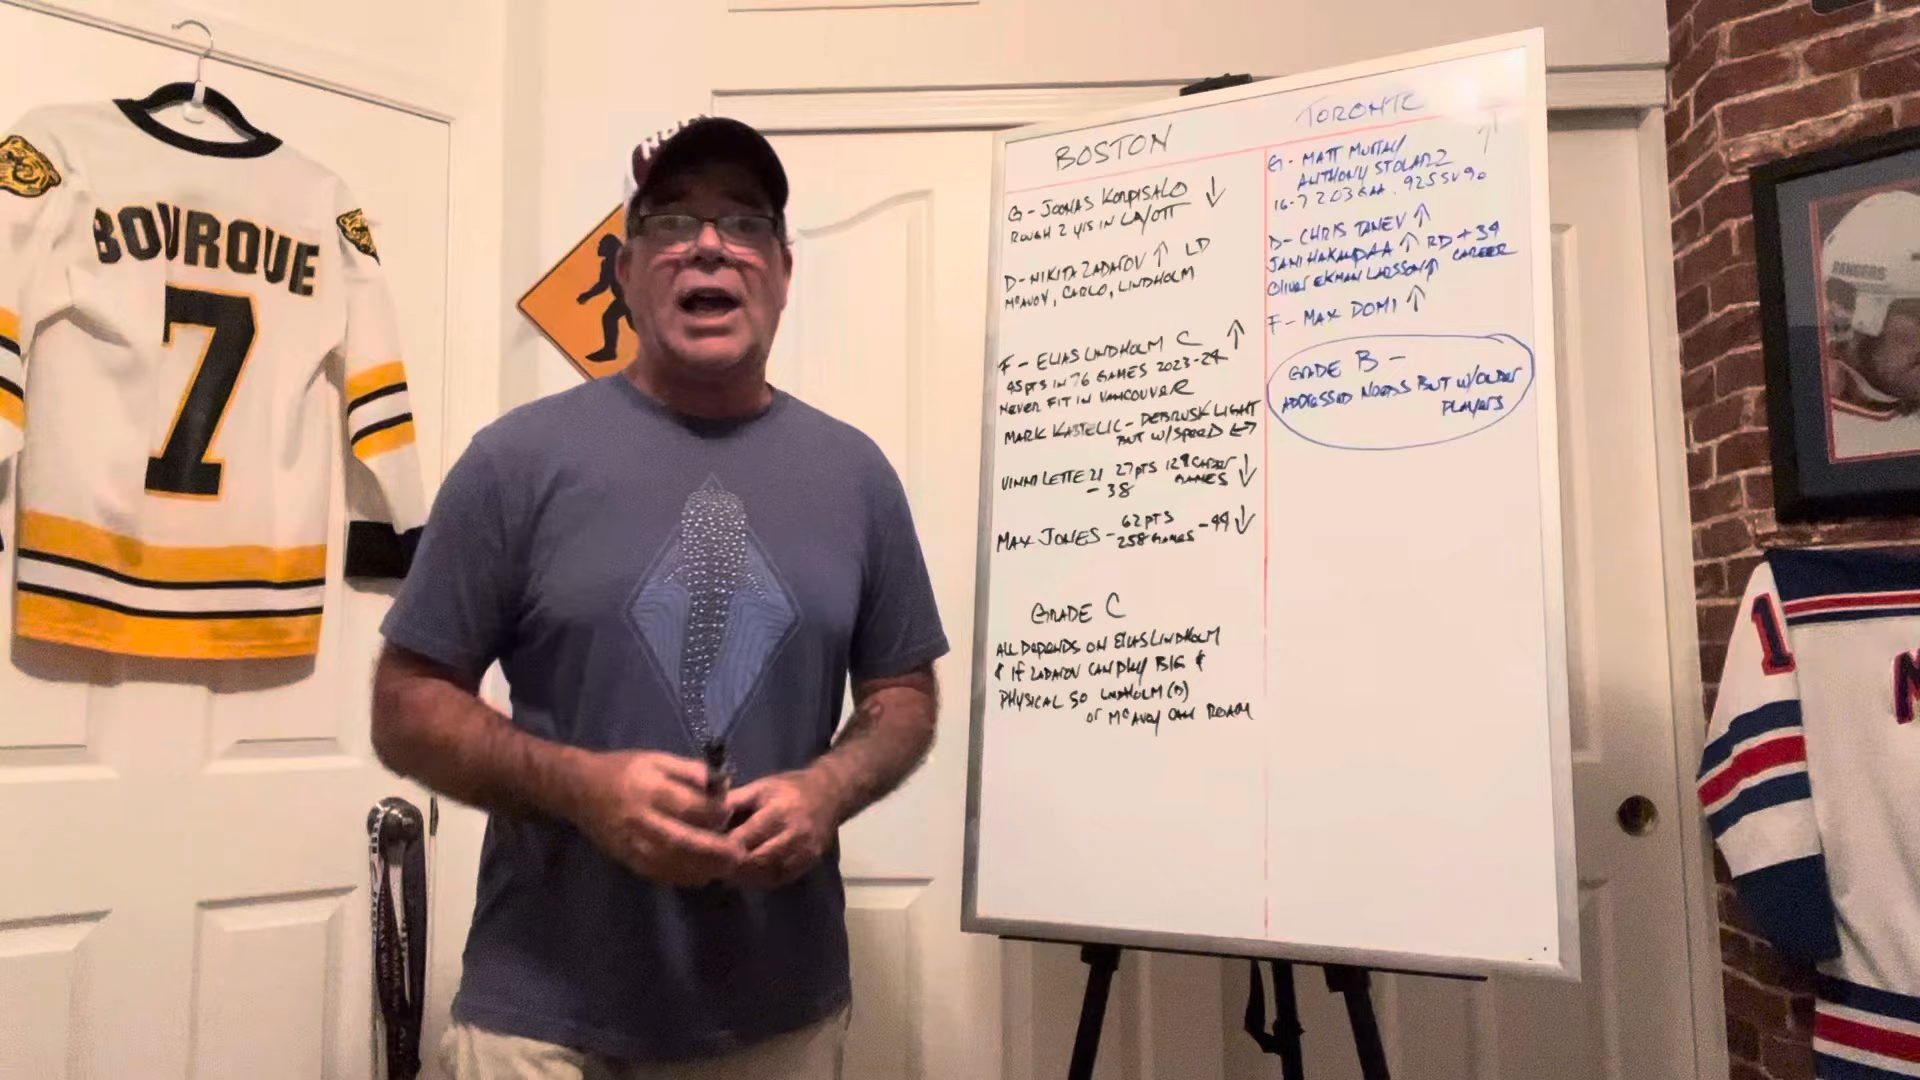 BOURQUE
7
BOSTON
G - JOONAS KORPISALO ↓
ROUGH 2 YRS IN LA/OTT
D - NIKITA ZADAROV ↑ LD
McAVOY, CARLO, LINDHOLM
F - ELIAS LINDHOLM C ↑
45 PTS IN 76 GAMES 2023-24
NEVER FIT IN VANCOUVER
MARK KASTELIC - DEBRUSK LIGHT
BUT W/SPEED ↔
VINNI LETTERI 27 PTS 129 CAREER ↓
- 38 GAMES
MAX JONES - 62 PTS - 49 ↓
258 GAMES
GRADE C
ALL DEPENDS ON ELIAS LINDHOLM
& IF ZADAROV CAN PLAY BIG &
PHYSICAL SO LINDHOLM (D)
or McAVOY CAN ROAM
TORONTO ↑
G - MATT MURRAY/
ANTHONY STOLARZ
16-7 2.03 GAA .925 SV%
D - CHRIS TANEV ↑
JANI HAKANPAA ↑ RD + 34
OLIVER EKMAN LARSSON ↑ CAREER
F - MAX DOMI ↑
GRADE B -
ADDRESSED NEEDS BUT W/OLDER
PLAYERS
RANGERS
1